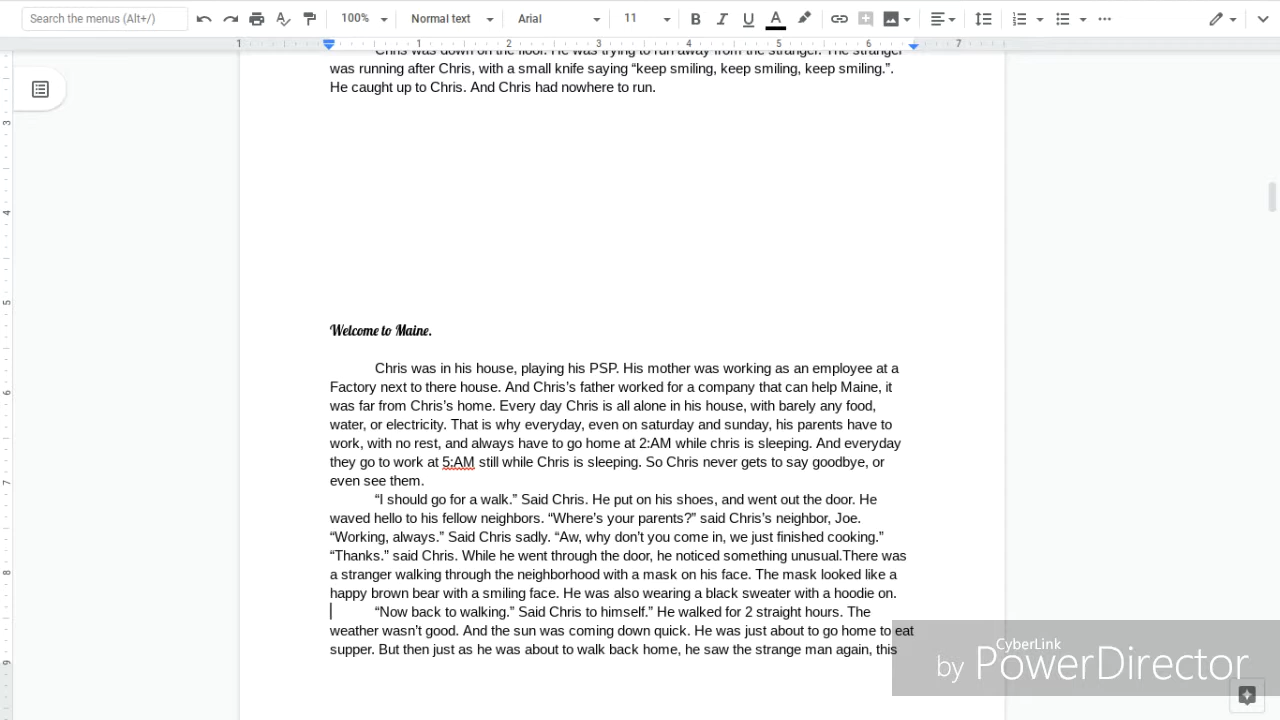 Search the menus (Alt+/)
100%
Normal text
Arial
11
1 1 2 3 4 5 6 7
Chris was down on the floor. He was trying to run away from the stranger. The stranger
was running after Chris, with a small knife saying “keep smiling, keep smiling, keep smiling.”.
He caught up to Chris. And Chris had nowhere to run.
Welcome to Maine.
Chris was in his house, playing his PSP. His mother was working as an employee at a
Factory next to there house. And Chris’s father worked for a company that can help Maine, it
was far from Chris’s home. Every day Chris is all alone in his house, with barely any food,
water, or electricity. That is why everyday, even on saturday and sunday, his parents have to
work, with no rest, and always have to go home at 2:AM while chris is sleeping. And everyday
they go to work at 5:AM still while Chris is sleeping. So Chris never gets to say goodbye, or
even see them.
“I should go for a walk.” Said Chris. He put on his shoes, and went out the door. He
waved hello to his fellow neighbors. “Where’s your parents?” said Chris’s neighbor, Joe.
“Working, always.” Said Chris sadly. “Aw, why don’t you come in, we just finished cooking.”
“Thanks.” said Chris. While he went through the door, he noticed something unusual.There was
a stranger walking through the neighborhood with a mask on his face. The mask looked like a
happy brown bear with a smiling face. He was also wearing a black sweater with a hoodie on.
“Now back to walking.” Said Chris to himself.” He walked for 2 straight hours. The
weather wasn’t good. And the sun was coming down quick. He was just about to go home to eat
supper. But then just as he was about to walk back home, he saw the strange man again, this
3
4
5
6
7
8
9
CyberLink
by PowerDirector